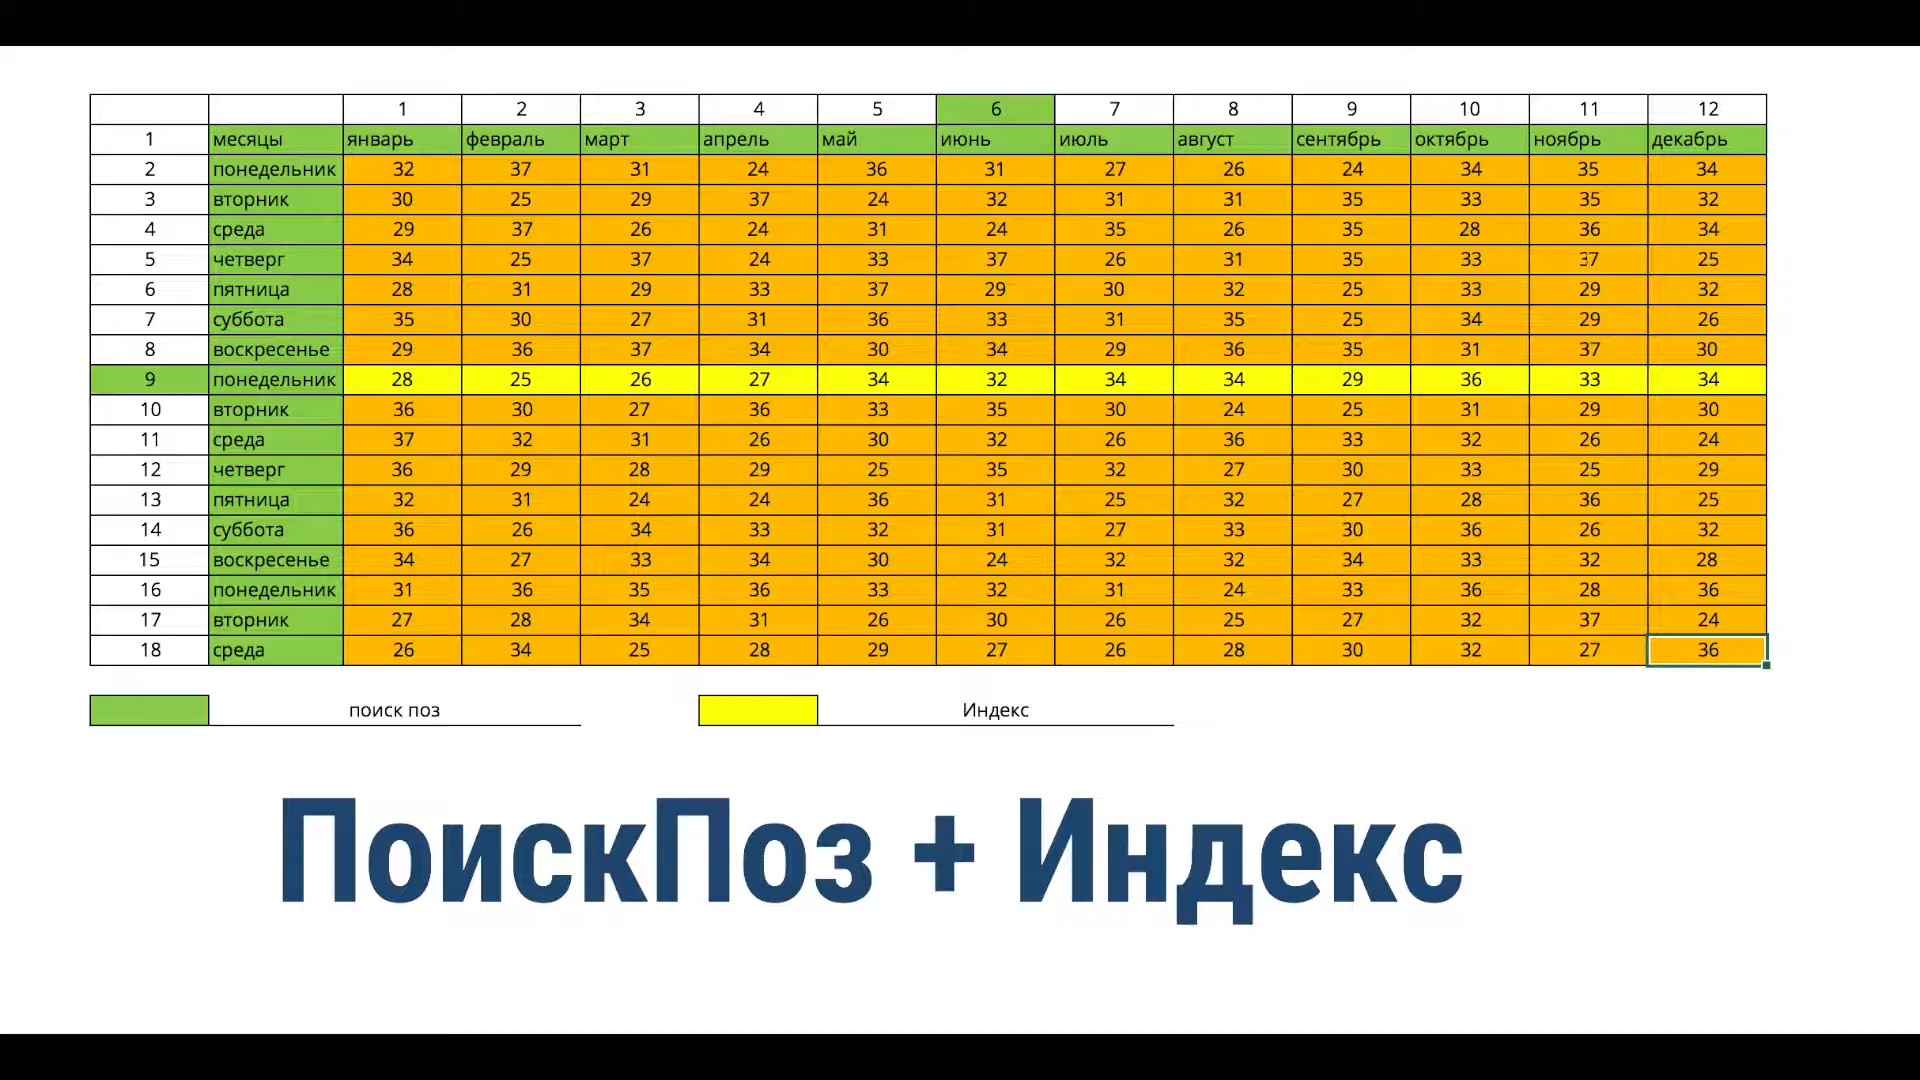 1 2 3 4 5 6 7 8 9 10 11 12
1 месяцы январь февраль март апрель май июнь июль август сентябрь октябрь ноябрь декабрь
2 понедельник 32 37 31 24 36 31 27 26 24 34 35 34
3 вторник 30 25 29 37 24 32 31 31 35 33 35 32
4 среда 29 37 26 24 31 24 35 26 35 28 36 34
5 четверг 34 25 37 24 33 37 26 31 35 33 37 25
6 пятница 28 31 29 33 37 29 30 32 25 33 29 32
7 суббота 35 30 27 31 36 33 31 35 25 34 29 26
8 воскресенье 29 36 37 34 30 34 29 36 35 31 37 30
9 понедельник 28 25 26 27 34 32 34 34 29 36 33 34
10 вторник 36 30 27 36 33 35 30 24 25 31 29 30
11 среда 37 32 31 26 30 32 26 36 33 32 26 24
12 четверг 36 29 28 29 25 35 32 27 30 33 25 29
13 пятница 32 31 24 24 36 31 25 32 27 28 36 25
14 суббота 36 26 34 33 32 31 27 33 30 36 26 32
15 воскресенье 34 27 33 34 30 24 32 32 34 33 32 28
16 понедельник 31 36 35 36 33 32 31 24 33 36 28 36
17 вторник 27 28 34 31 26 30 26 25 27 32 37 24
18 среда 26 34 25 28 29 27 26 28 30 32 27 36
поиск поз Индекс
ПоискПоз + Индекс